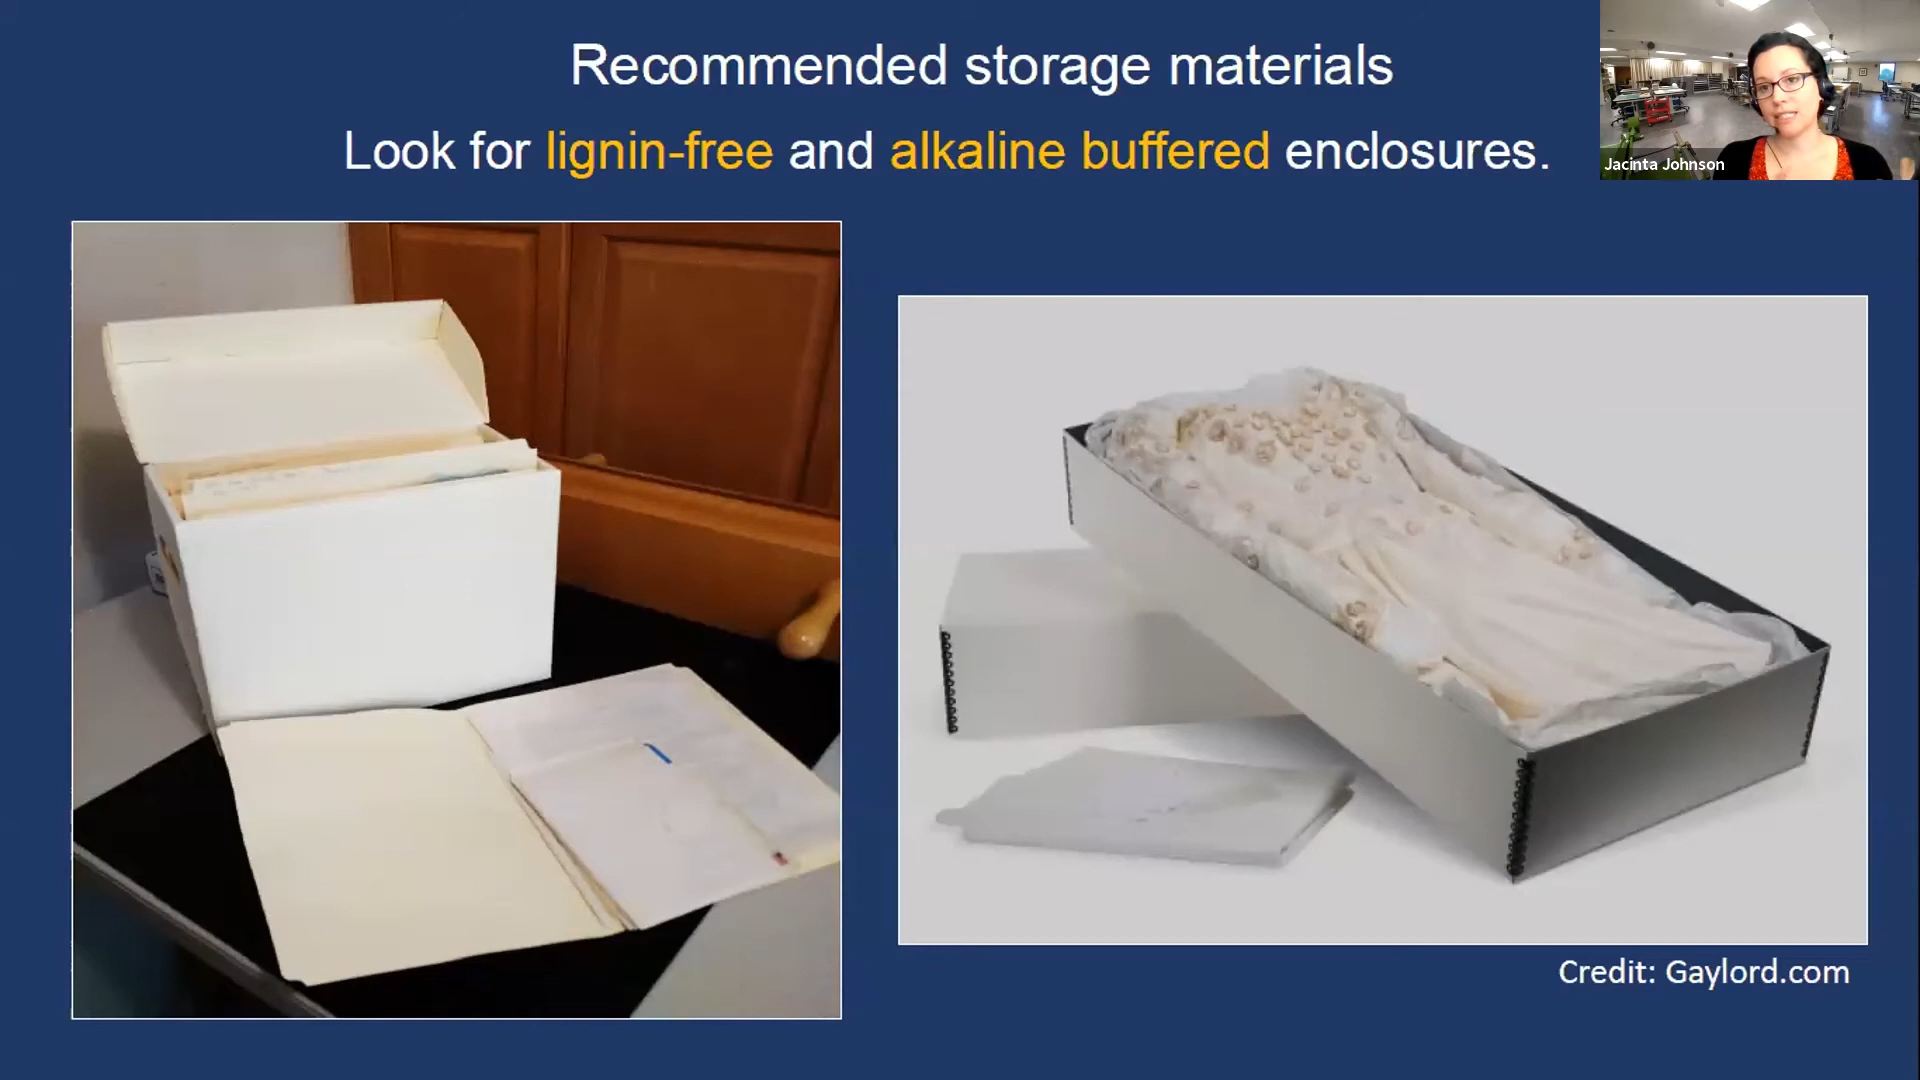 Recommended storage materials
Look for lignin-free and alkaline buffered enclosures.
Jacinta Johnson
Credit: Gaylord.com